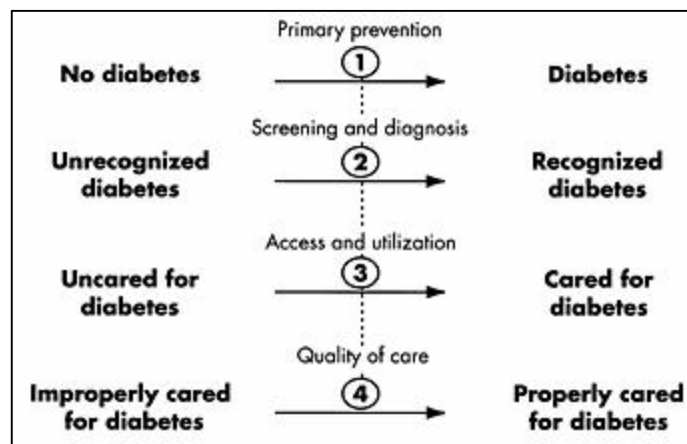 Primary prevention
1
No diabetes
Diabetes
Screening and diagnosis
2
Unrecognized
diabetes
Recognized
diabetes
Access and utilization
3
Uncared for
diabetes
Cared for
diabetes
Quality of care
4
Improperly cared
for diabetes
Properly cared
for diabetes